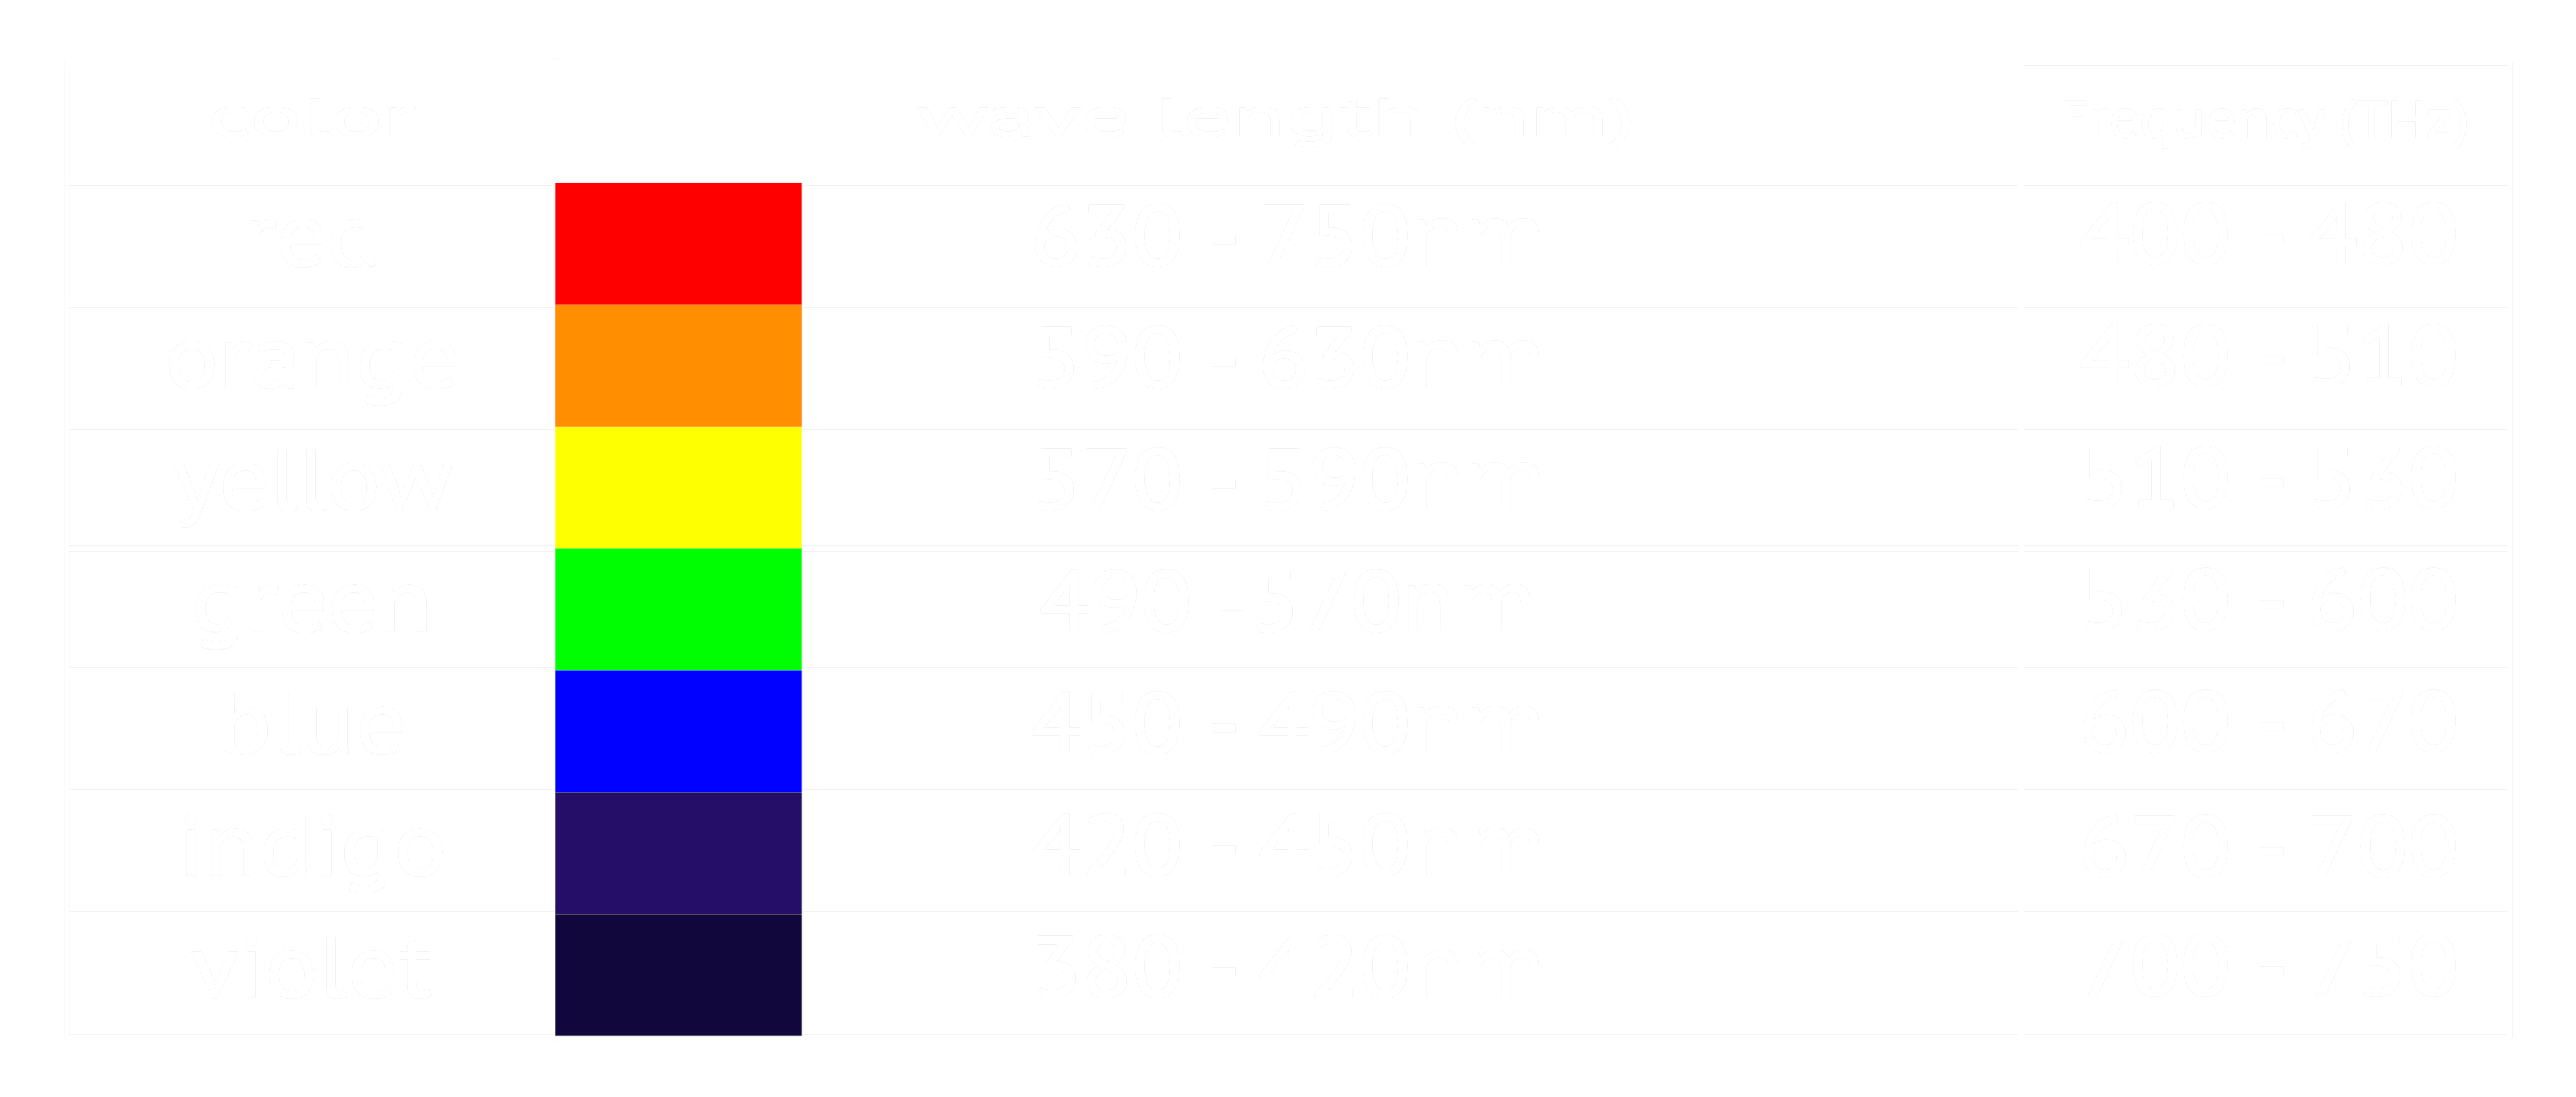 color wave length (nm) Frequency (THz)
red 630 - 750nm 400 - 480
orange 590 - 630nm 480 - 510
yellow 570 - 590nm 510 - 530
green 490 -570nm 530 - 600
blue 450 - 490nm 600 - 670
indigo 420 - 450nm 670 - 700
violet 380 - 420nm 700 - 750